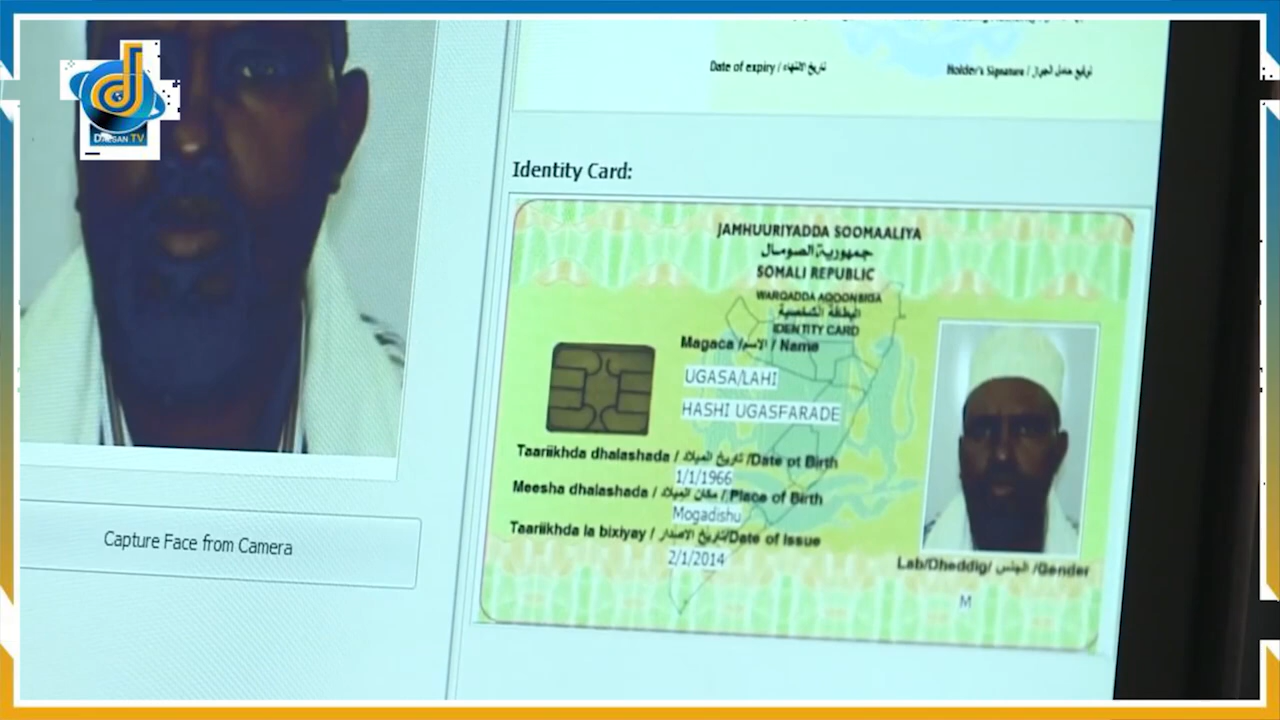 DALSAN TV
Date of expiry / تاريخ الانتهاء
Holder's Signature / توقيع حامل الجواز
Identity Card:
JAMHUURIYADDA SOOMAALIYA
جمهورية الصومال
SOMALI REPUBLIC
WARQADDA AQOONSIGA
البطاقة الشخصية
IDENTITY CARD
Magaca /الاسم / Name
UGASA/LAHI
HASHI UGASFARADE
Taariikhda dhalashada / تاريخ الميلاد /Date of Birth
1/1/1966
Meesha dhalashada / مكان الميلاد / Place of Birth
Mogadishu
Taariikhda la bixiyay / تاريخ الاصدار/Date of Issue
2/1/2014
Lab/Dheddig/ الجنس /Gender
M
Capture Face from Camera